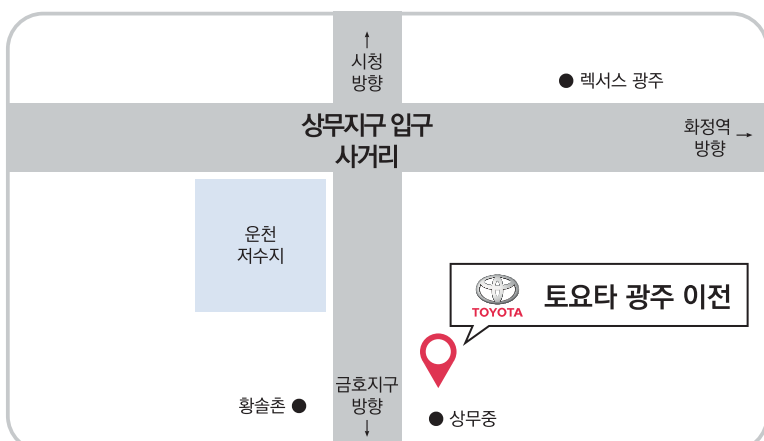 ↑
시청
방향
● 렉서스 광주
상무지구 입구
사거리
화정역 →
방향
운천
저수지
TOYOTA
토요타 광주 이전
금호지구
방향
↓
황솔촌 ●
● 상무중